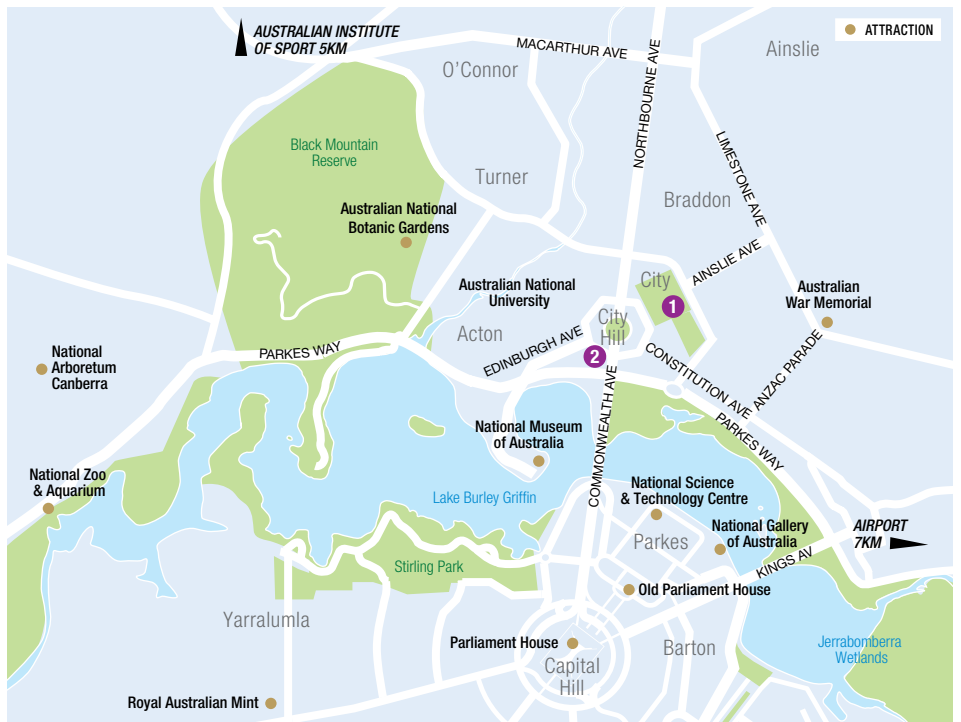 AUSTRALIAN INSTITUTE
OF SPORT 5KM
MACARTHUR AVE
ATTRACTION
Ainslie
O'Connor
NORTHBOURNE AVE
Black Mountain
Reserve
LIMESTONE AVE
Turner
Braddon
Australian National
Botanic Gardens
AINSLIE AVE
City
1
Australian National
University
Australian
War Memorial
Acton
City
Hill
2
EDINBURGH AVE
PARKES WAY
CONSTITUTION AVE
ANZAC PARADE
National
Arboretum
Canberra
COMMONWEALTH AVE
PARKES WAY
National Museum
of Australia
National Zoo
& Aquarium
Lake Burley Griffin
National Science
& Technology Centre
National Gallery
of Australia
AIRPORT
7KM
Parkes
KINGS AV
Stirling Park
Old Parliament House
Yarralumla
Parliament House
Barton
Capital
Hill
Jerrabomberra
Wetlands
Royal Australian Mint